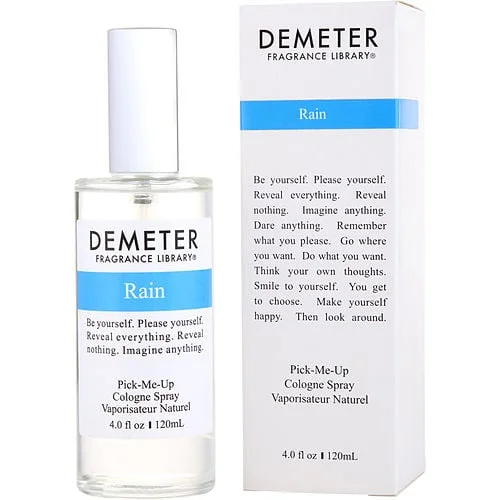 DEMETER
FRAGRANCE LIBRARY®
Rain
Be yourself. Please yourself.
Reveal everything. Reveal
nothing. Imagine anything.
Pick-Me-Up
Cologne Spray
Vaporisateur Naturel
4.0 fl oz 120mL
DEMETER
FRAGRANCE LIBRARY®
Rain
Be yourself. Please yourself.
Reveal everything. Reveal
nothing. Imagine anything.
Dare anything. Remember
what you please. Go where
you want. Do what you want.
Think your own thoughts.
Smile to yourself. You get
to choose. Make yourself
happy. Then look around.
Pick-Me-Up
Cologne Spray
Vaporisateur Naturel
4.0 fl oz 120mL